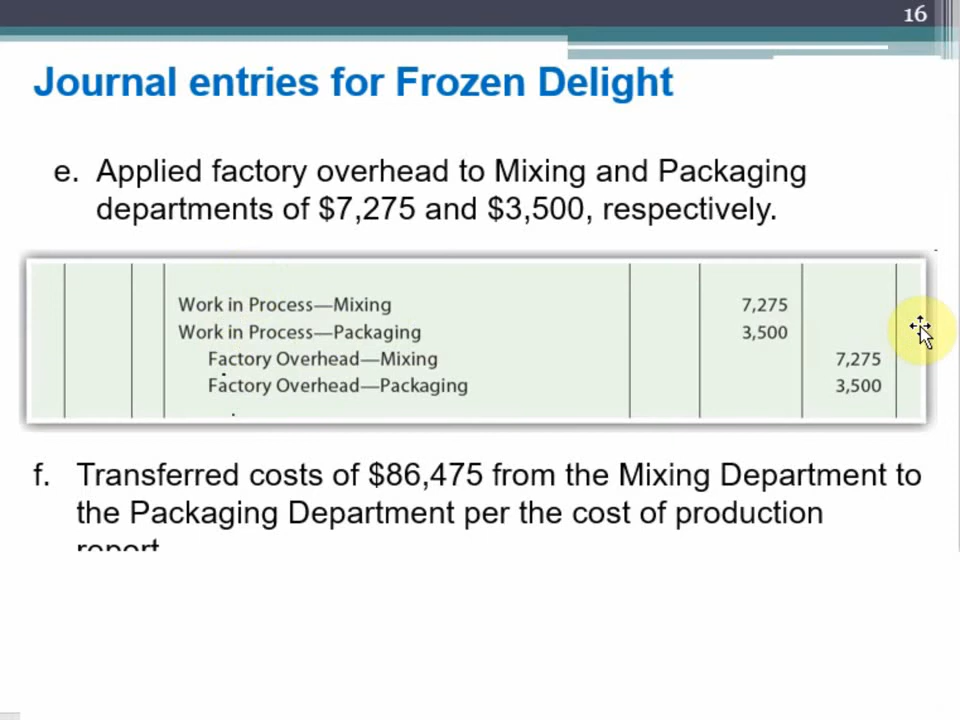 16
Journal entries for Frozen Delight
e. Applied factory overhead to Mixing and Packaging
departments of $7,275 and $3,500, respectively.
Work in Process—Mixing 7,275
Work in Process—Packaging 3,500
Factory Overhead—Mixing 7,275
Factory Overhead—Packaging 3,500
f. Transferred costs of $86,475 from the Mixing Department to
the Packaging Department per the cost of production
report